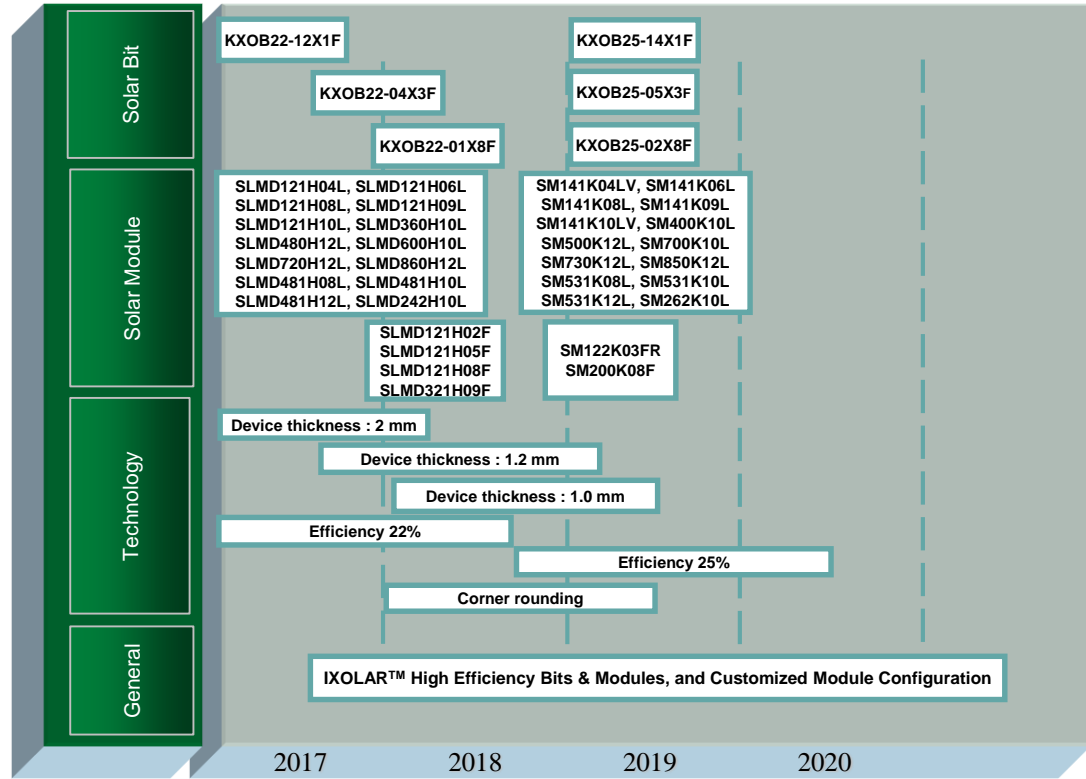 Solar Bit
KXOB22-12X1F
KXOB25-14X1F
KXOB22-04X3F
KXOB25-05X3F
KXOB22-01X8F
KXOB25-02X8F
Solar Module
SLMD121H04L, SLMD121H06L
SLMD121H08L, SLMD121H09L
SLMD121H10L, SLMD360H10L
SLMD480H12L, SLMD600H10L
SLMD720H12L, SLMD860H12L
SLMD481H08L, SLMD481H10L
SLMD481H12L, SLMD242H10L
SM141K04LV, SM141K06L
SM141K08L, SM141K09L
SM141K10LV, SM400K10L
SM500K12L, SM700K10L
SM730K12L, SM850K12L
SM531K08L, SM531K10L
SM531K12L, SM262K10L
SLMD121H02F
SLMD121H05F
SLMD121H08F
SLMD321H09F
SM122K03FR
SM200K08F
Technology
Device thickness : 2 mm
Device thickness : 1.2 mm
Device thickness : 1.0 mm
Efficiency 22%
Efficiency 25%
Corner rounding
General
IXOLAR™ High Efficiency Bits & Modules, and Customized Module Configuration
2017
2018
2019
2020